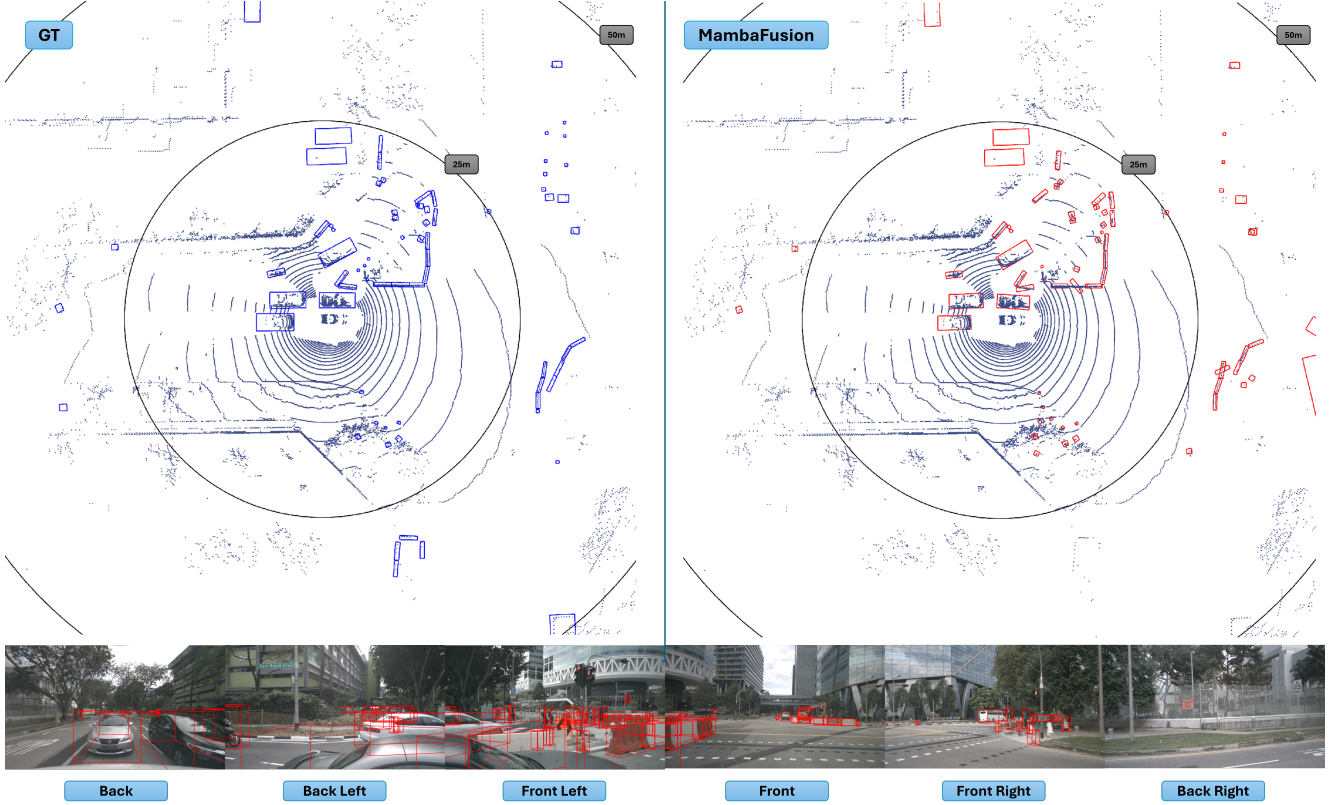 GT
50m
25m
MambaFusion
50m
25m
Back
Back Left
Front Left
Front
Front Right
Back Right